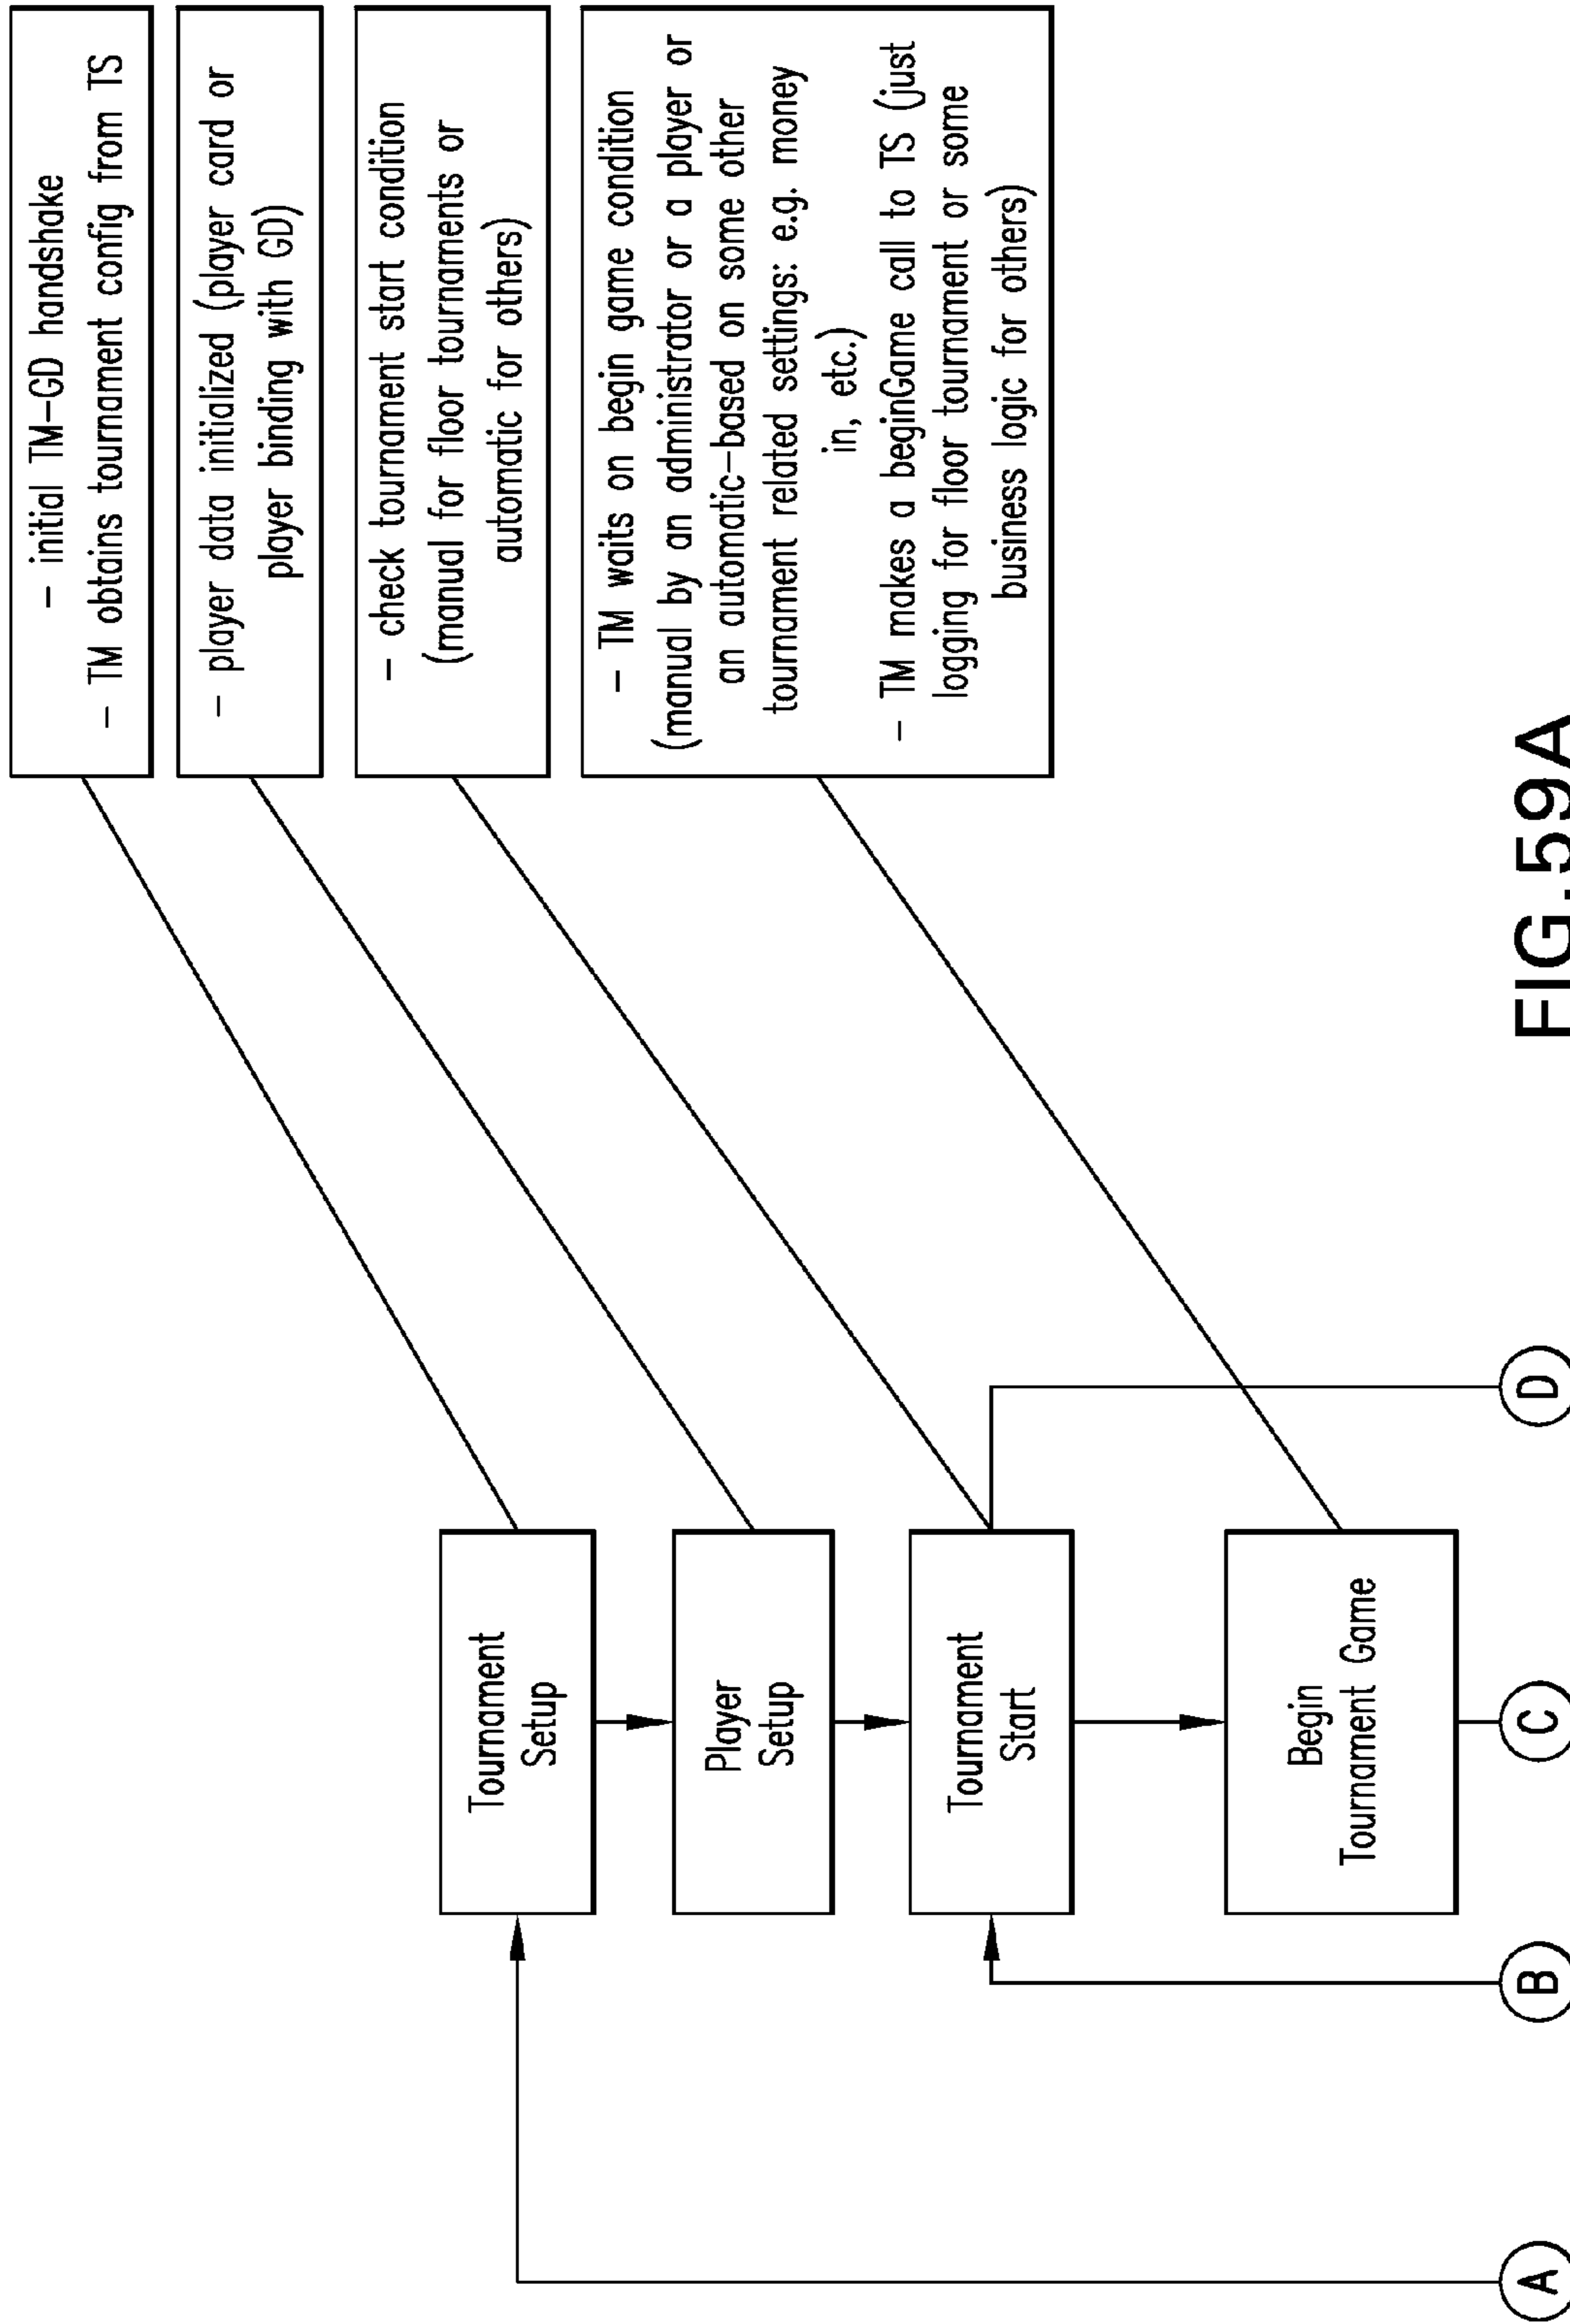 Tournament
Setup
Player
Setup
Tournament
Start
Begin
Tournament Game
– initial TM–GD handshake
– TM obtains tournament config from TS
– player data initialized (player card or
player binding with GD)
– check tournament start condition
(manual for floor tournaments or
automatic for others)
– TM waits on begin game condition
(manual by an administrator or a player or
an automatic–based on some other
tournament related settings: e.g. money
in, etc.)
– TM makes a beginGame call to TS (just
logging for floor tournament or some
business logic for others)
A
B
C
D
FIG.59A